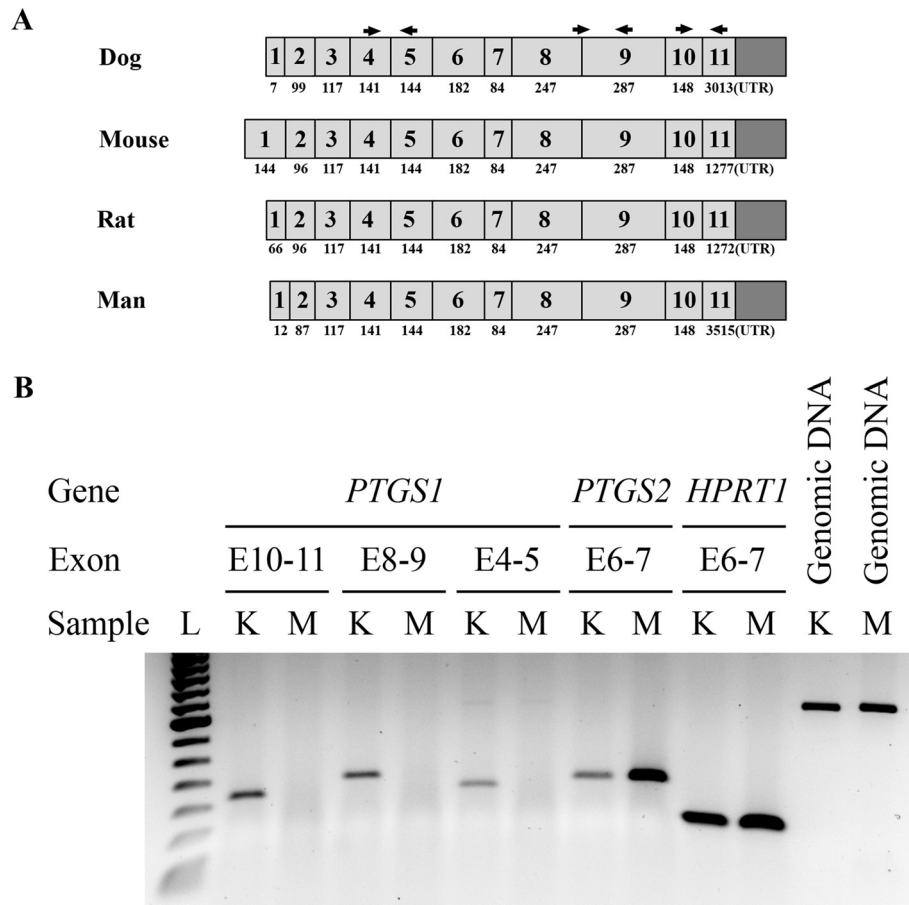 A
Dog 1 2 3 4 5 6 7 8 9 10 11
7 99 117 141 144 182 84 247 287 148 3013(UTR)
Mouse 1 2 3 4 5 6 7 8 9 10 11
144 96 117 141 144 182 84 247 287 148 1277(UTR)
Rat 1 2 3 4 5 6 7 8 9 10 11
66 96 117 141 144 182 84 247 287 148 1272(UTR)
Man 1 2 3 4 5 6 7 8 9 10 11
12 87 117 141 144 182 84 247 287 148 3515(UTR)
B
Gene PTGS1 PTGS2 HPRT1 Genomic DNA Genomic DNA
Exon E10-11 E8-9 E4-5 E6-7 E6-7
Sample L K M K M K M K M K M K M